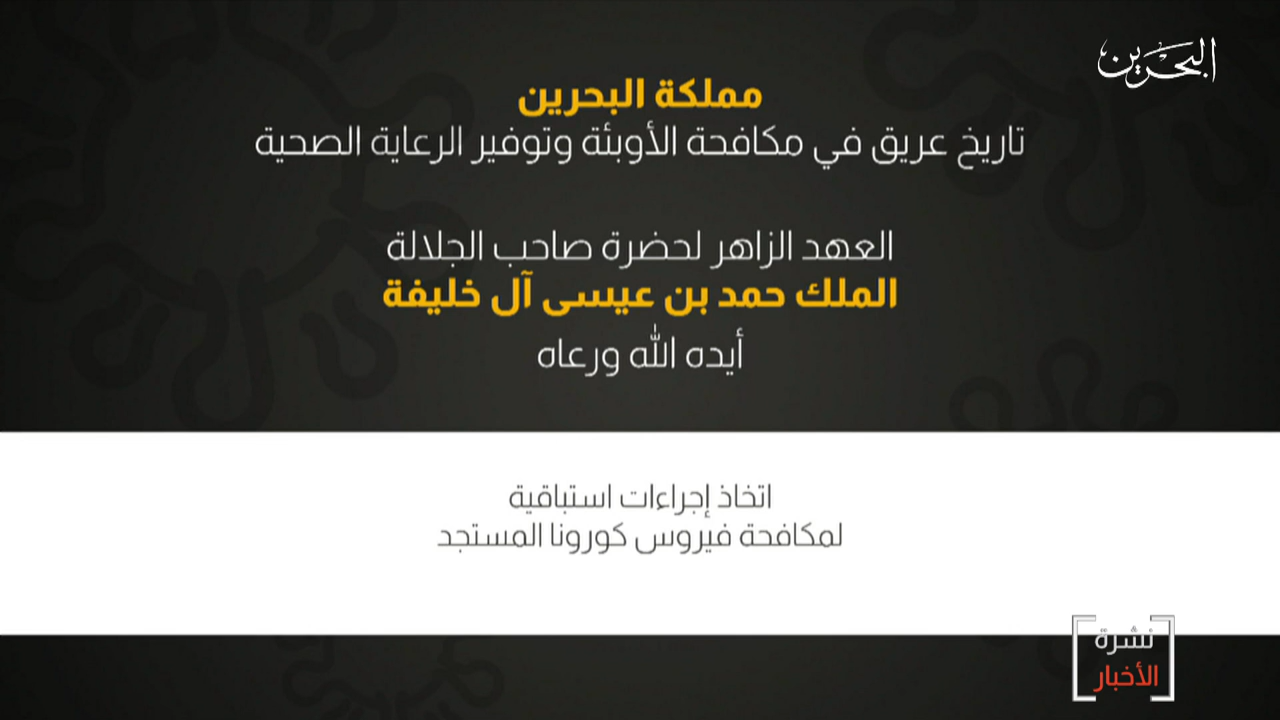 البحرين
مملكة البحرين
تاريخ عريق في مكافحة الأوبئة وتوفير الرعاية الصحية
العهد الزاهر لحضرة صاحب الجلالة
الملك حمد بن عيسى آل خليفة
أيده الله ورعاه
اتخاذ إجراءات استباقية
لمكافحة فيروس كورونا المستجد
نشرة
الأخبار